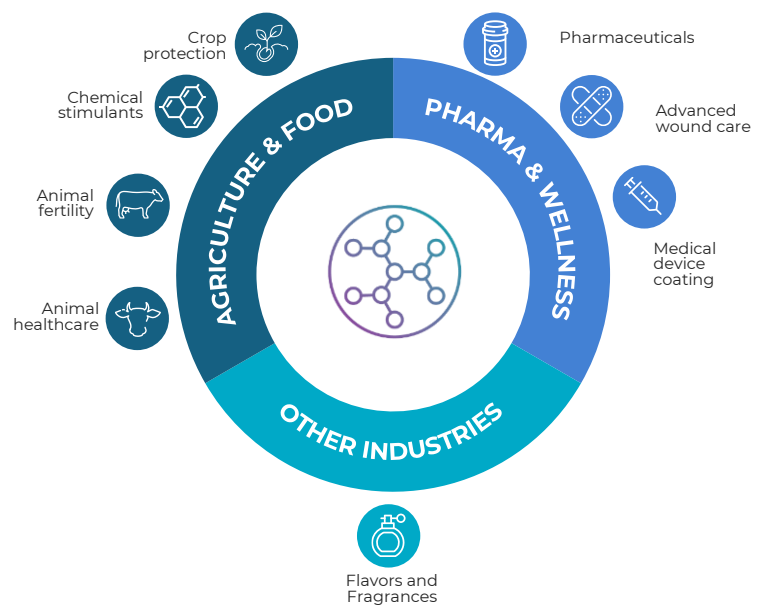 Crop
protection
Chemical
stimulants
Animal
fertility
Animal
healthcare
AGRICULTURE & FOOD
PHARMA & WELLNESS
Pharmaceuticals
Advanced
wound care
Medical
device
coating
OTHER INDUSTRIES
Flavors and
Fragrances